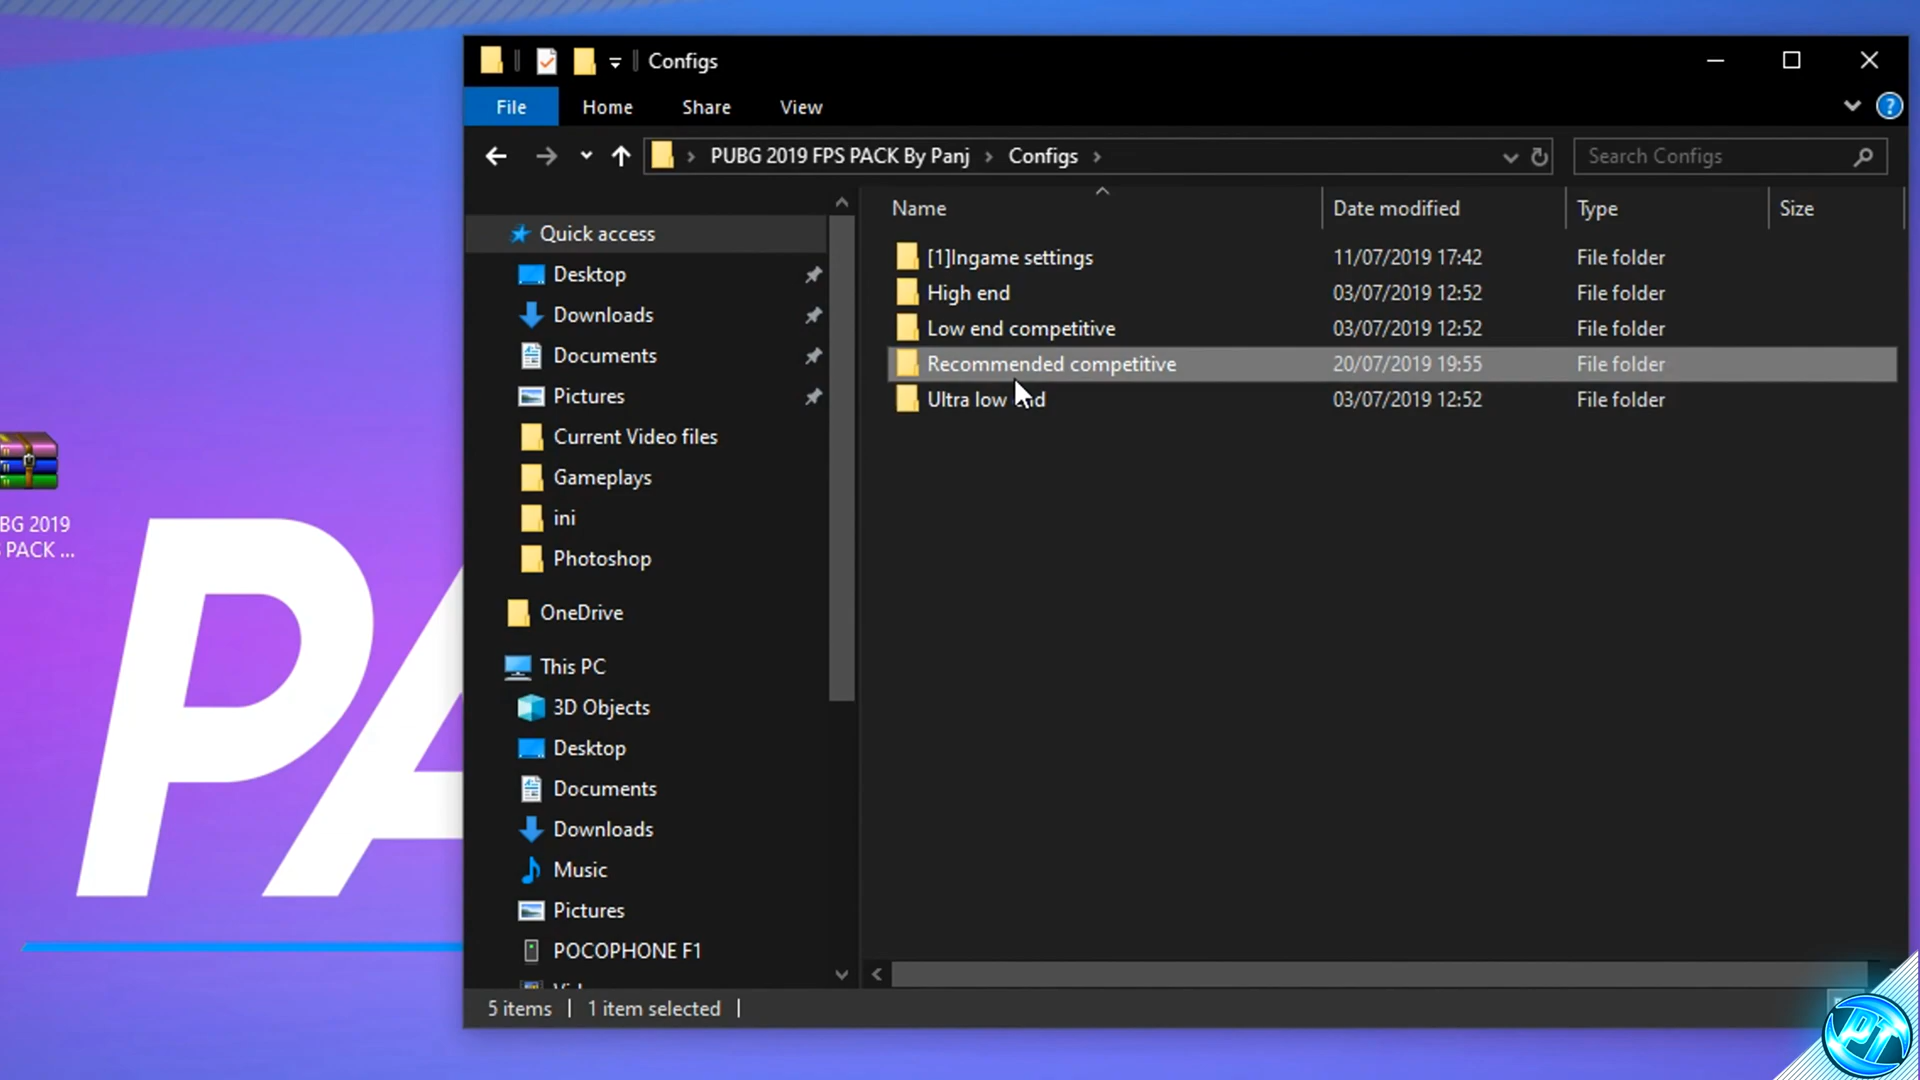 Configs
File
Home
Share
View
PUBG 2019 FPS PACK By Panj
Configs
Search Configs
Name
Date modified
Type
Size
[1]Ingame settings
11/07/2019 17:42
File folder
High end
03/07/2019 12:52
File folder
Low end competitive
03/07/2019 12:52
File folder
Recommended competitive
20/07/2019 19:55
File folder
Ultra low end
03/07/2019 12:52
File folder
Quick access
Desktop
Downloads
Documents
Pictures
Current Video files
Gameplays
ini
Photoshop
OneDrive
This PC
3D Objects
Desktop
Documents
Downloads
Music
Pictures
POCOPHONE F1
5 items
1 item selected
BG 2019
PACK ...
PA
PT